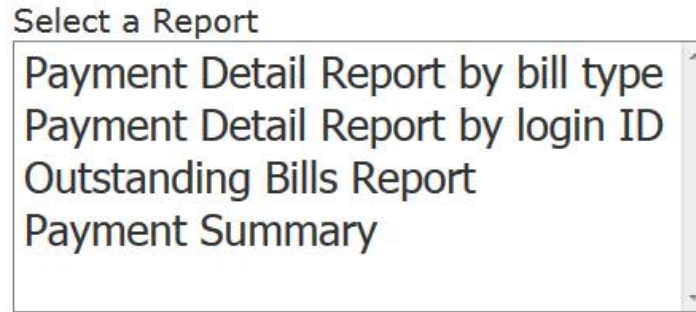 Select a Report
Payment Detail Report by bill type
Payment Detail Report by login ID
Outstanding Bills Report
Payment Summary